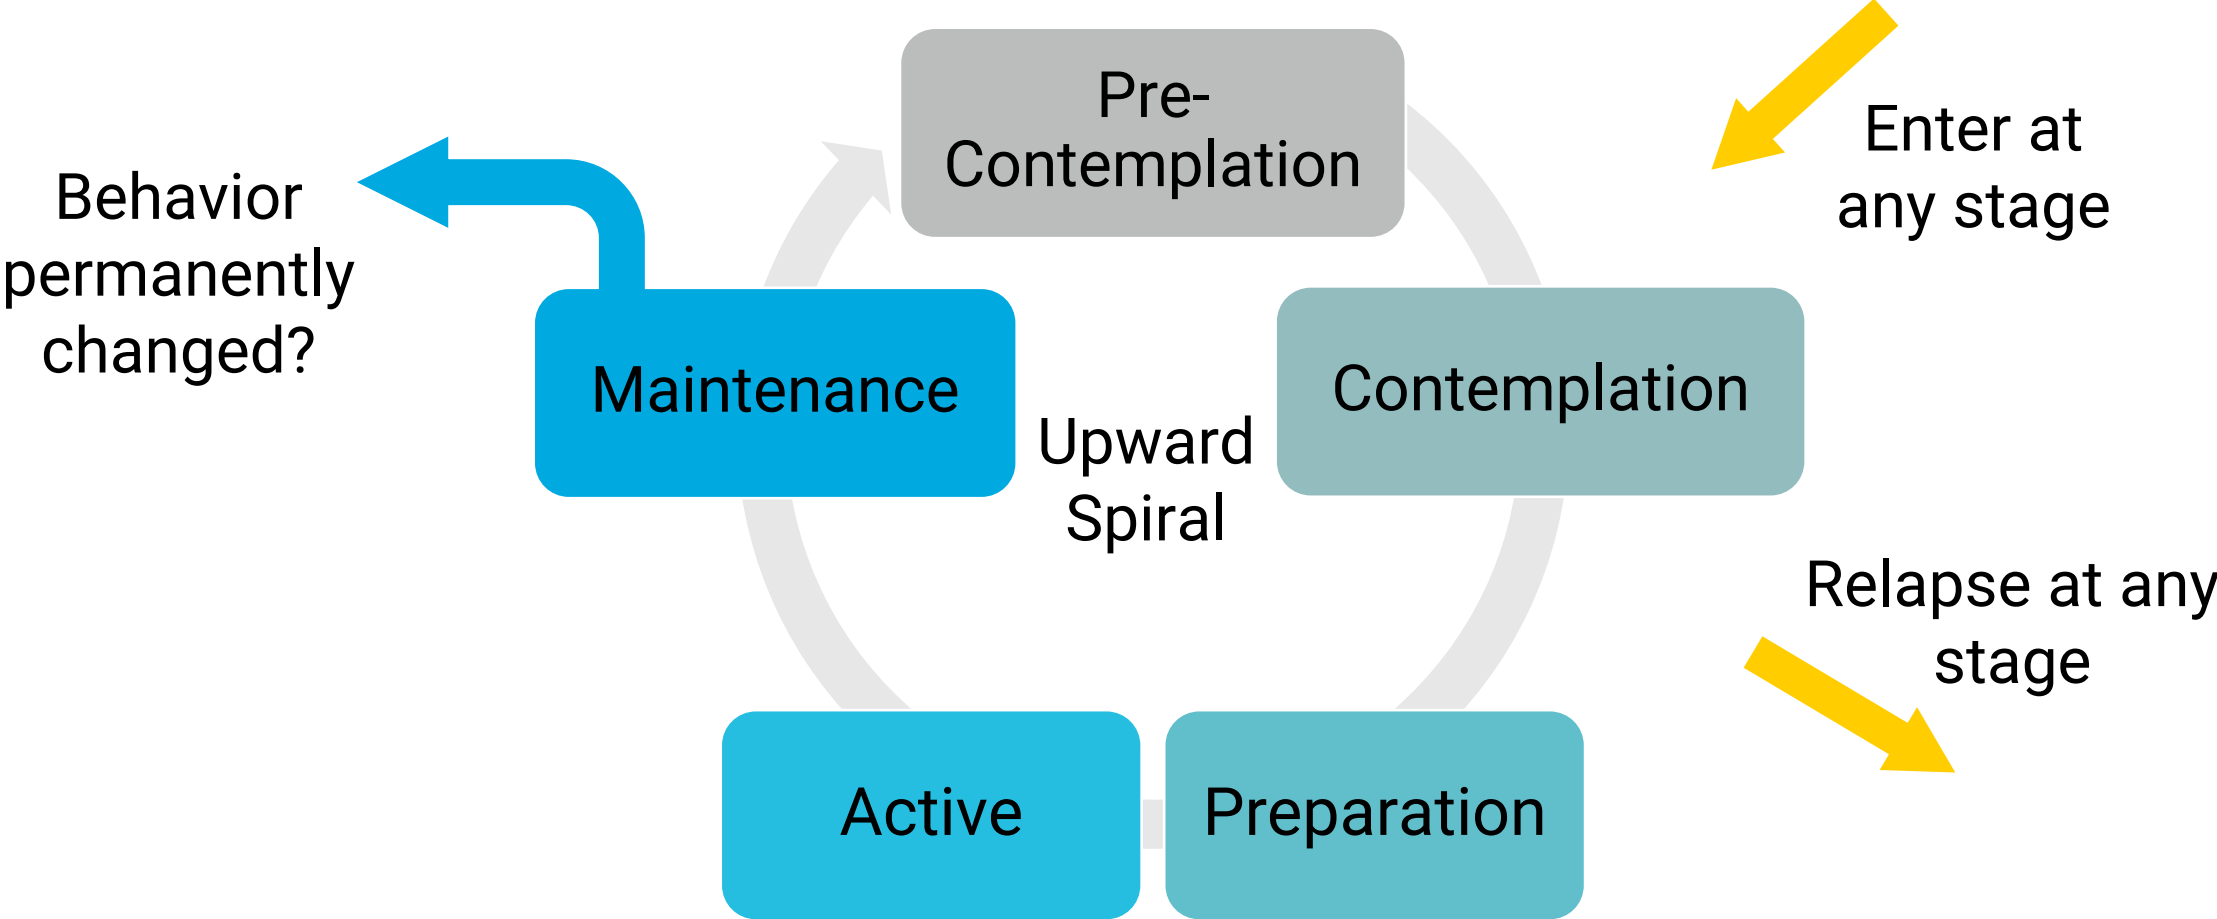 Pre-
Contemplation
Enter at
any stage
Behavior
permanently
changed?
Maintenance
Contemplation
Upward
Spiral
Relapse at any
stage
Active
Preparation